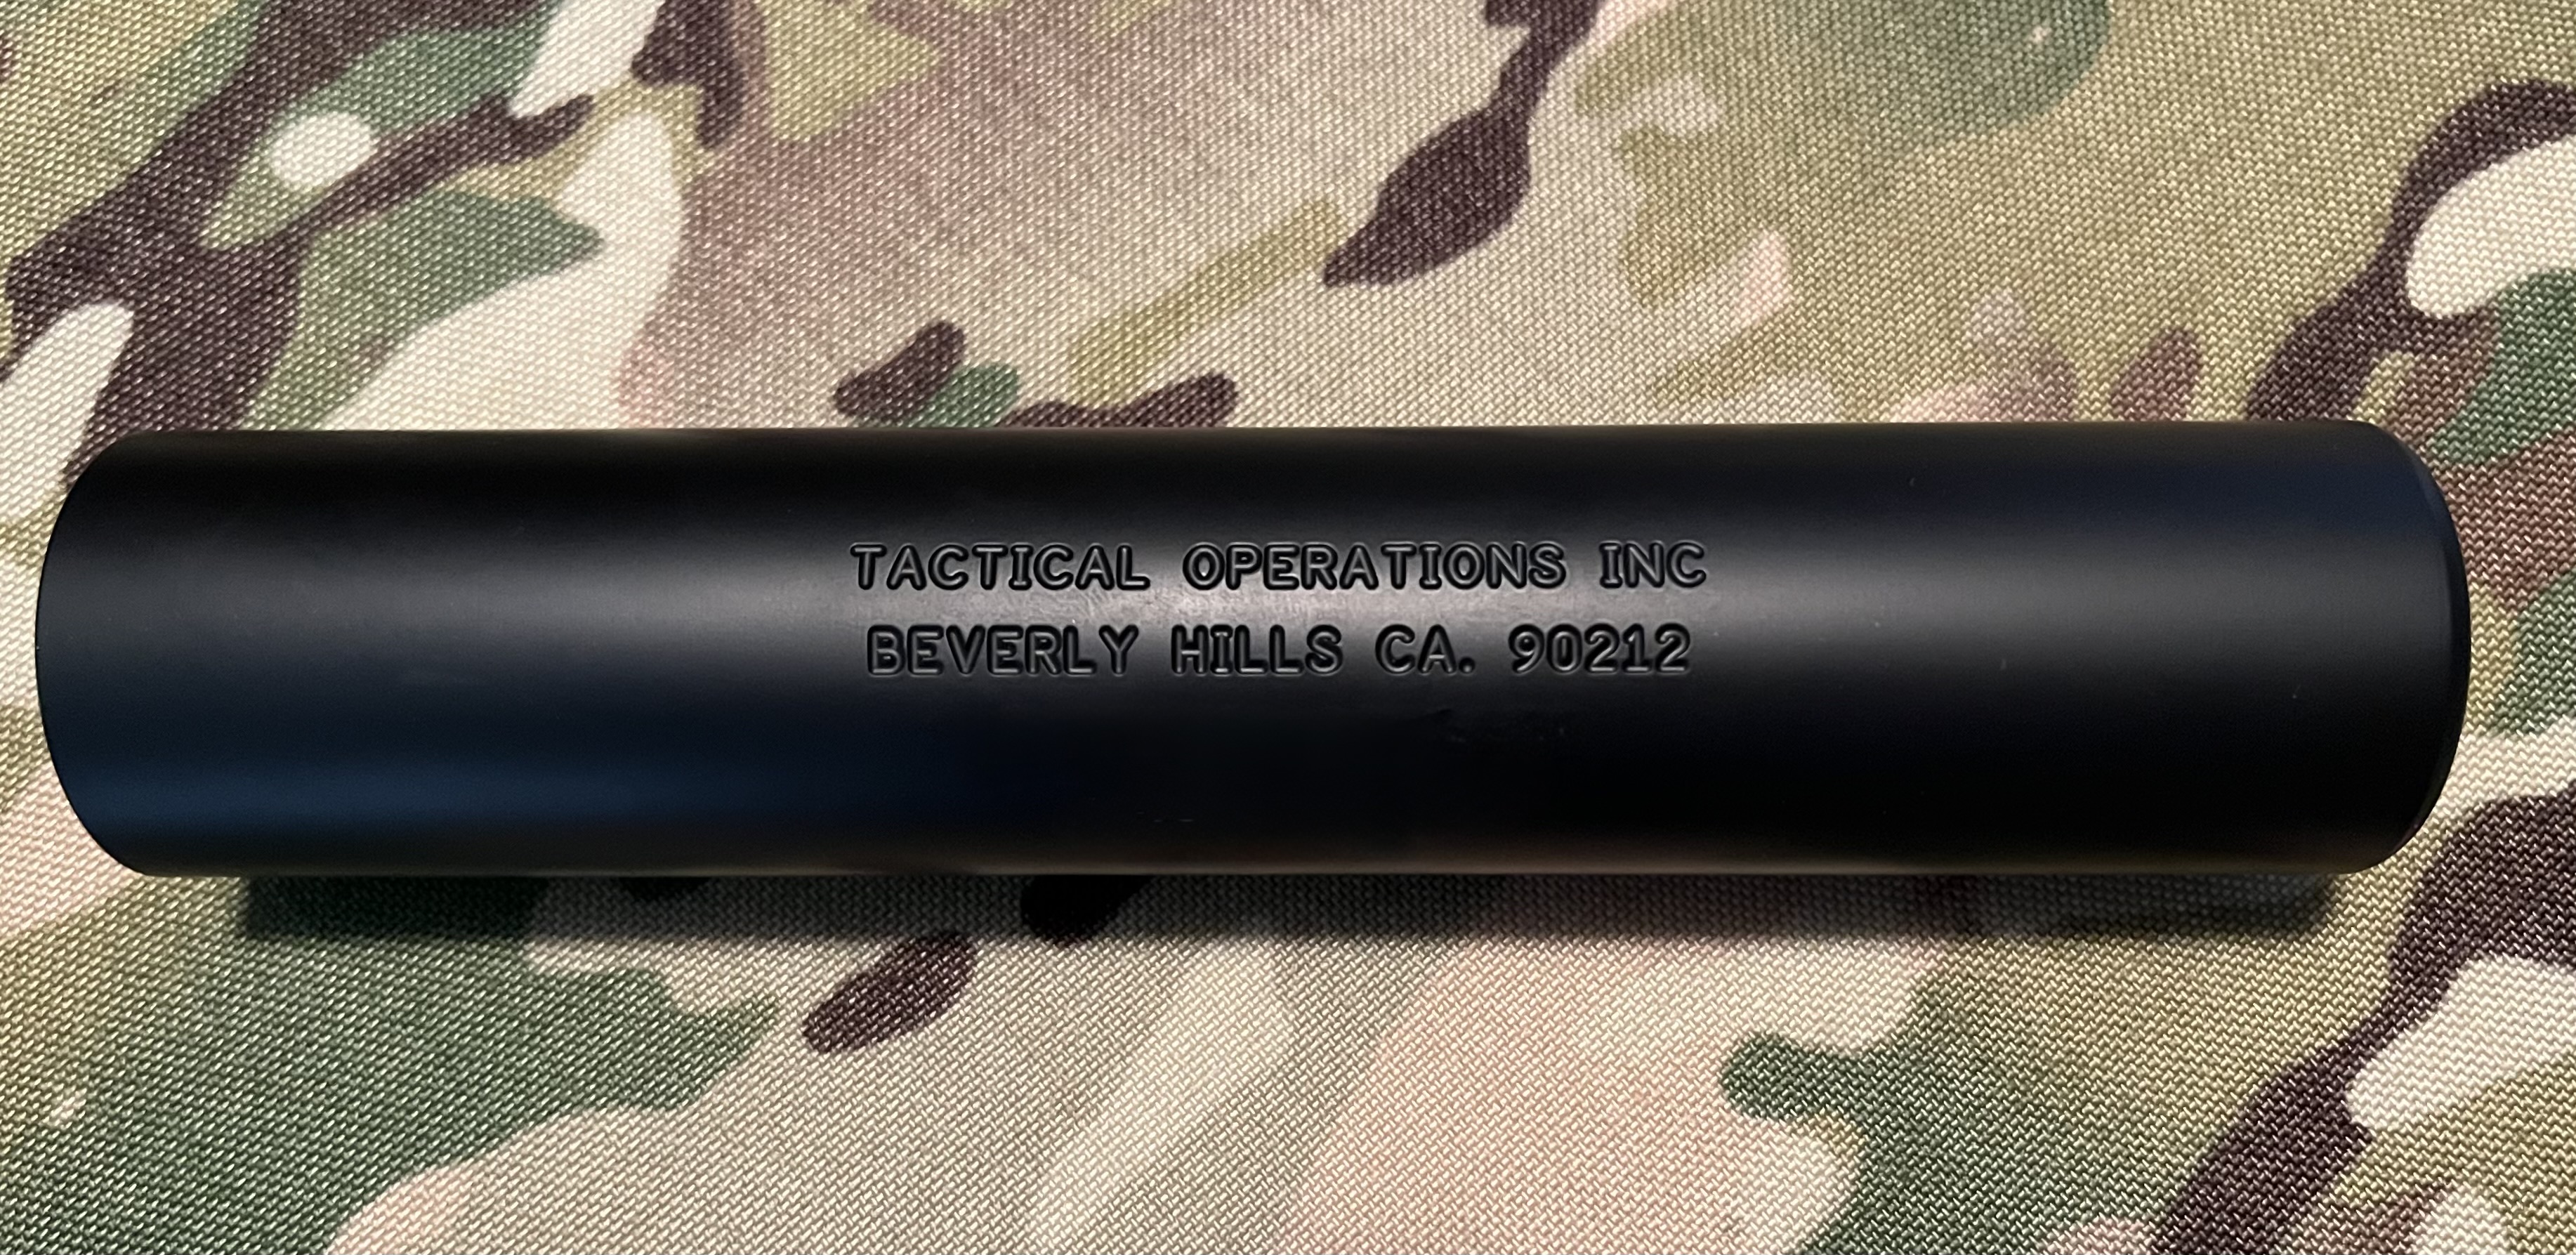 TACTICAL OPERATIONS INC
BEVERLY HILLS CA. 90212